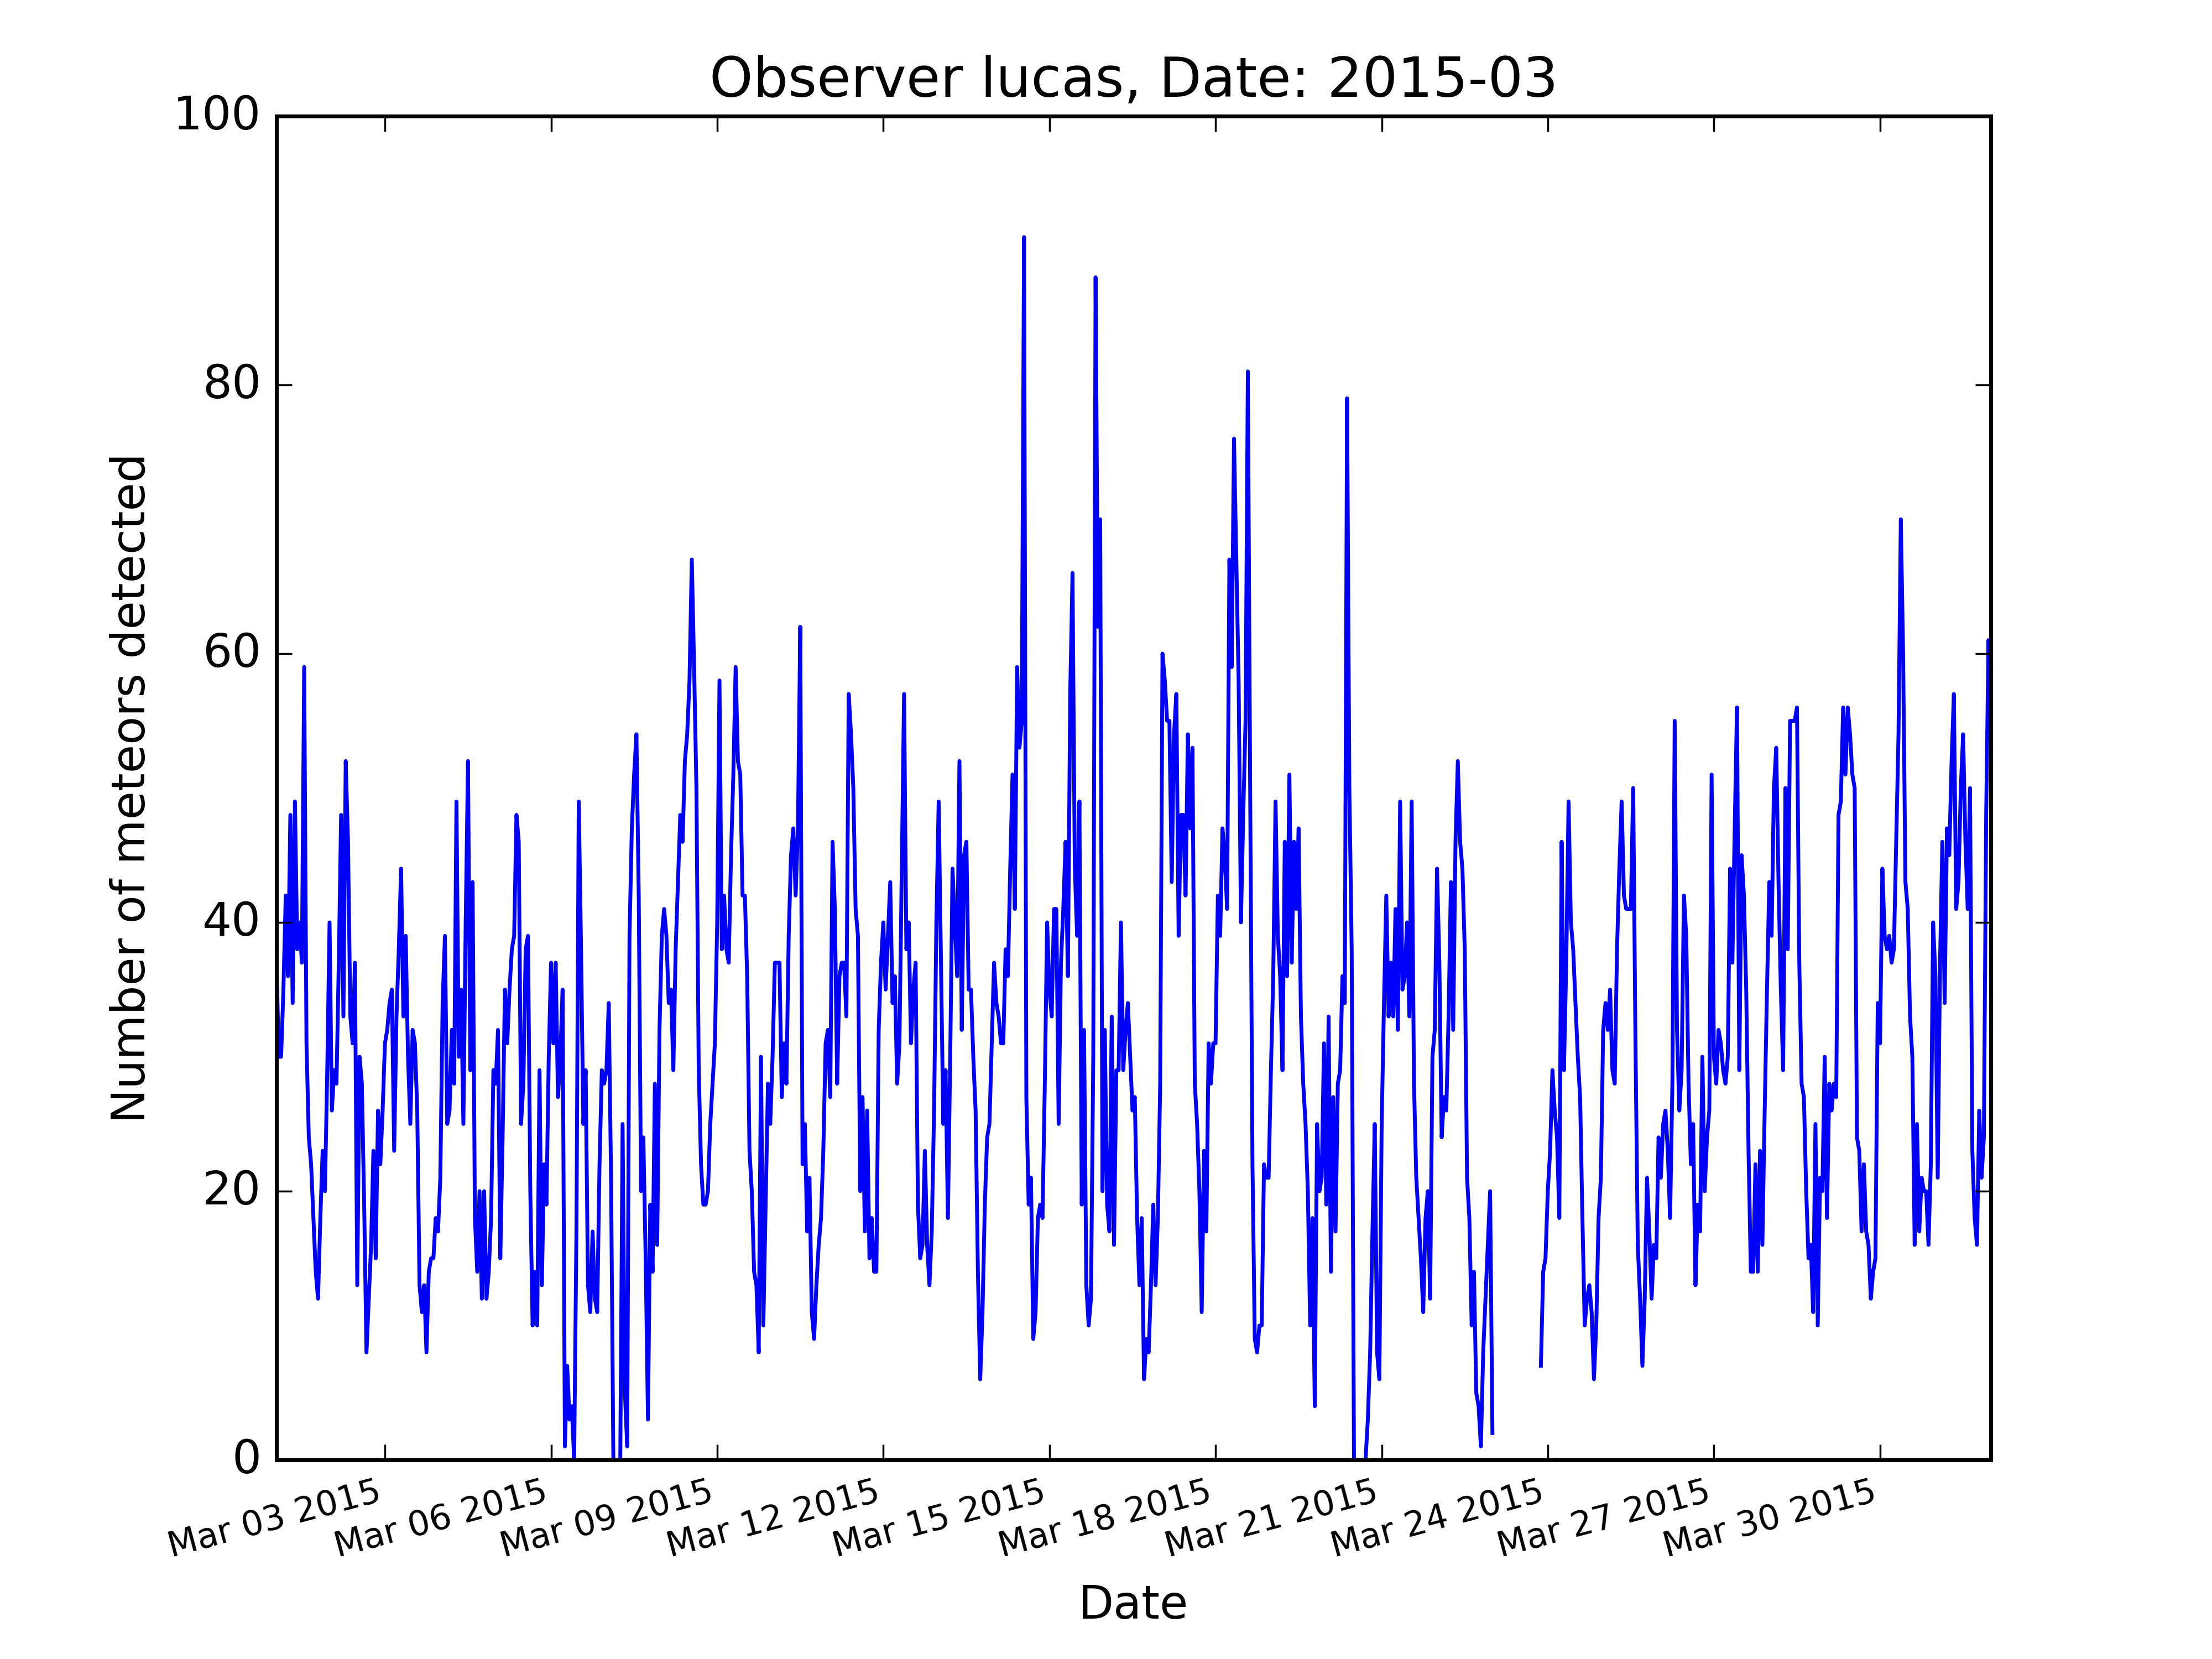 Observer lucas, Date: 2015-03
Number of meteors detected
100
80
60
40
20
0
Mar 03 2015
Mar 06 2015
Mar 09 2015
Mar 12 2015
Mar 15 2015
Mar 18 2015
Mar 21 2015
Mar 24 2015
Mar 27 2015
Mar 30 2015
Date